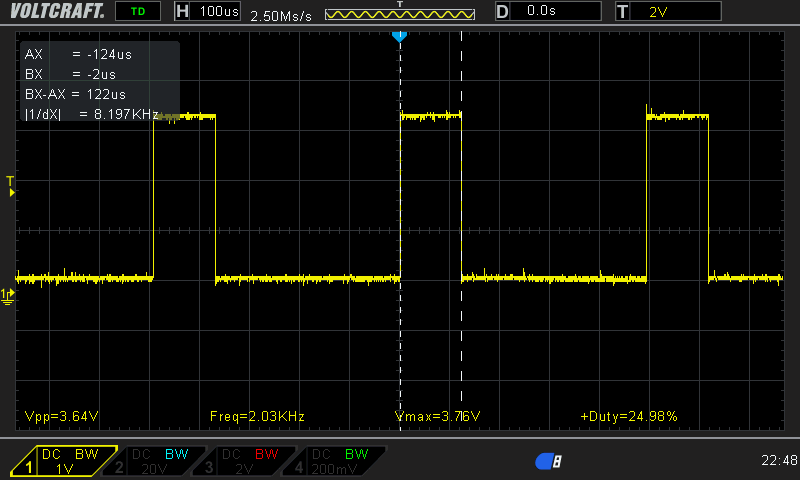 VOLTCRAFT. TD H 100us 2.50Ms/s T D 0.0s T 2V
AX = -124us
BX = -2us
BX-AX = 122us
|1/dX| = 8.197KHz
T
1
Vpp=3.64V Freq=2.03KHz Vmax=3.76V +Duty=24.98%
1 DC BW 1V
2 DC BW 20V
3 DC BW 2V
4 DC BW 200mV
22:48